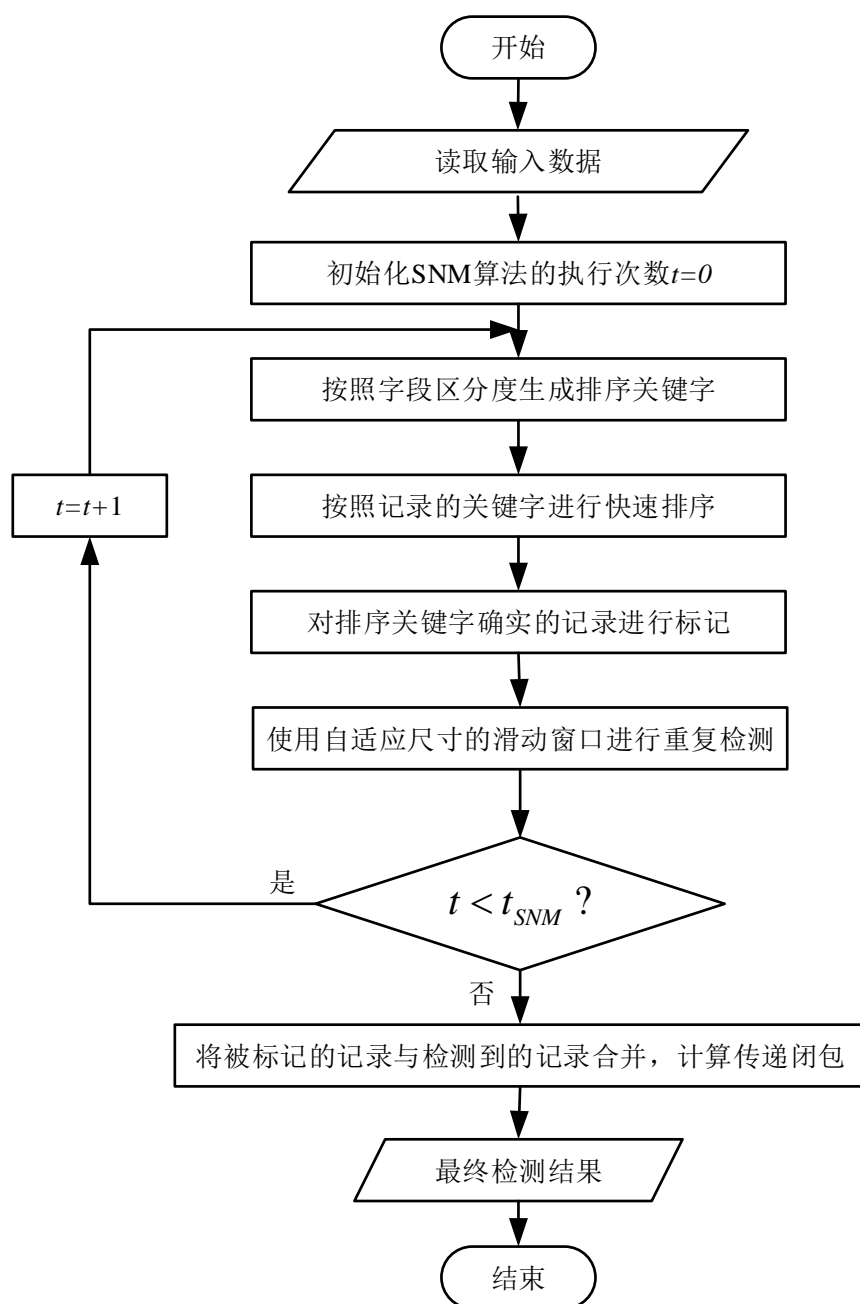 开始
读取输入数据
初始化SNM算法的执行次数t=0
按照字段区分度生成排序关键字
按照记录的关键字进行快速排序
t=t+1
对排序关键字确实的记录进行标记
使用自适应尺寸的滑动窗口进行重复检测
是
t < t_SNM ?
否
将被标记的记录与检测到的记录合并，计算传递闭包
最终检测结果
结束